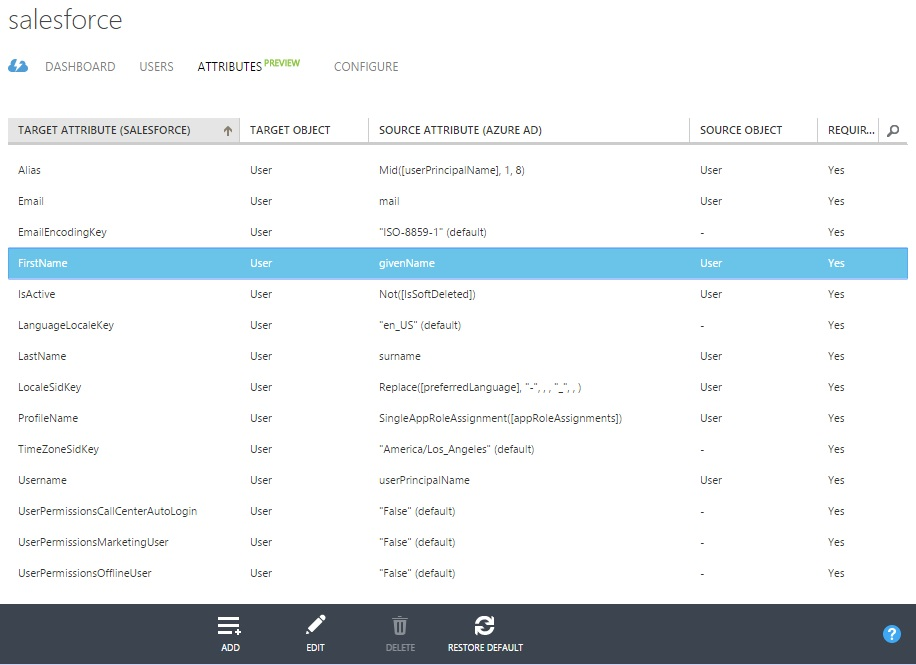 salesforce
DASHBOARD USERS ATTRIBUTES PREVIEW CONFIGURE
TARGET ATTRIBUTE (SALESFORCE) TARGET OBJECT SOURCE ATTRIBUTE (AZURE AD) SOURCE OBJECT REQUIR...
Alias User Mid([userPrincipalName], 1, 8) User Yes
Email User mail User Yes
EmailEncodingKey User "ISO-8859-1" (default) - Yes
FirstName User givenName User Yes
IsActive User Not([IsSoftDeleted]) User Yes
LanguageLocaleKey User "en_US" (default) - Yes
LastName User surname User Yes
LocaleSidKey User Replace([preferredLanguage], "-", , , "_", , ) User Yes
ProfileName User SingleAppRoleAssignment([appRoleAssignments]) User Yes
TimeZoneSidKey User "America/Los_Angeles" (default) - Yes
Username User userPrincipalName User Yes
UserPermissionsCallCenterAutoLogin User "False" (default) - Yes
UserPermissionsMarketingUser User "False" (default) - Yes
UserPermissionsOfflineUser User "False" (default) - Yes
ADD EDIT DELETE RESTORE DEFAULT ?